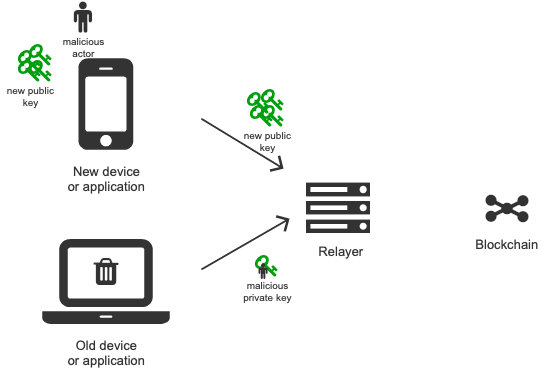 malicious
actor
new public
key
New device
or application
new public
key
Relayer
Blockchain
malicious
private key
Old device
or application